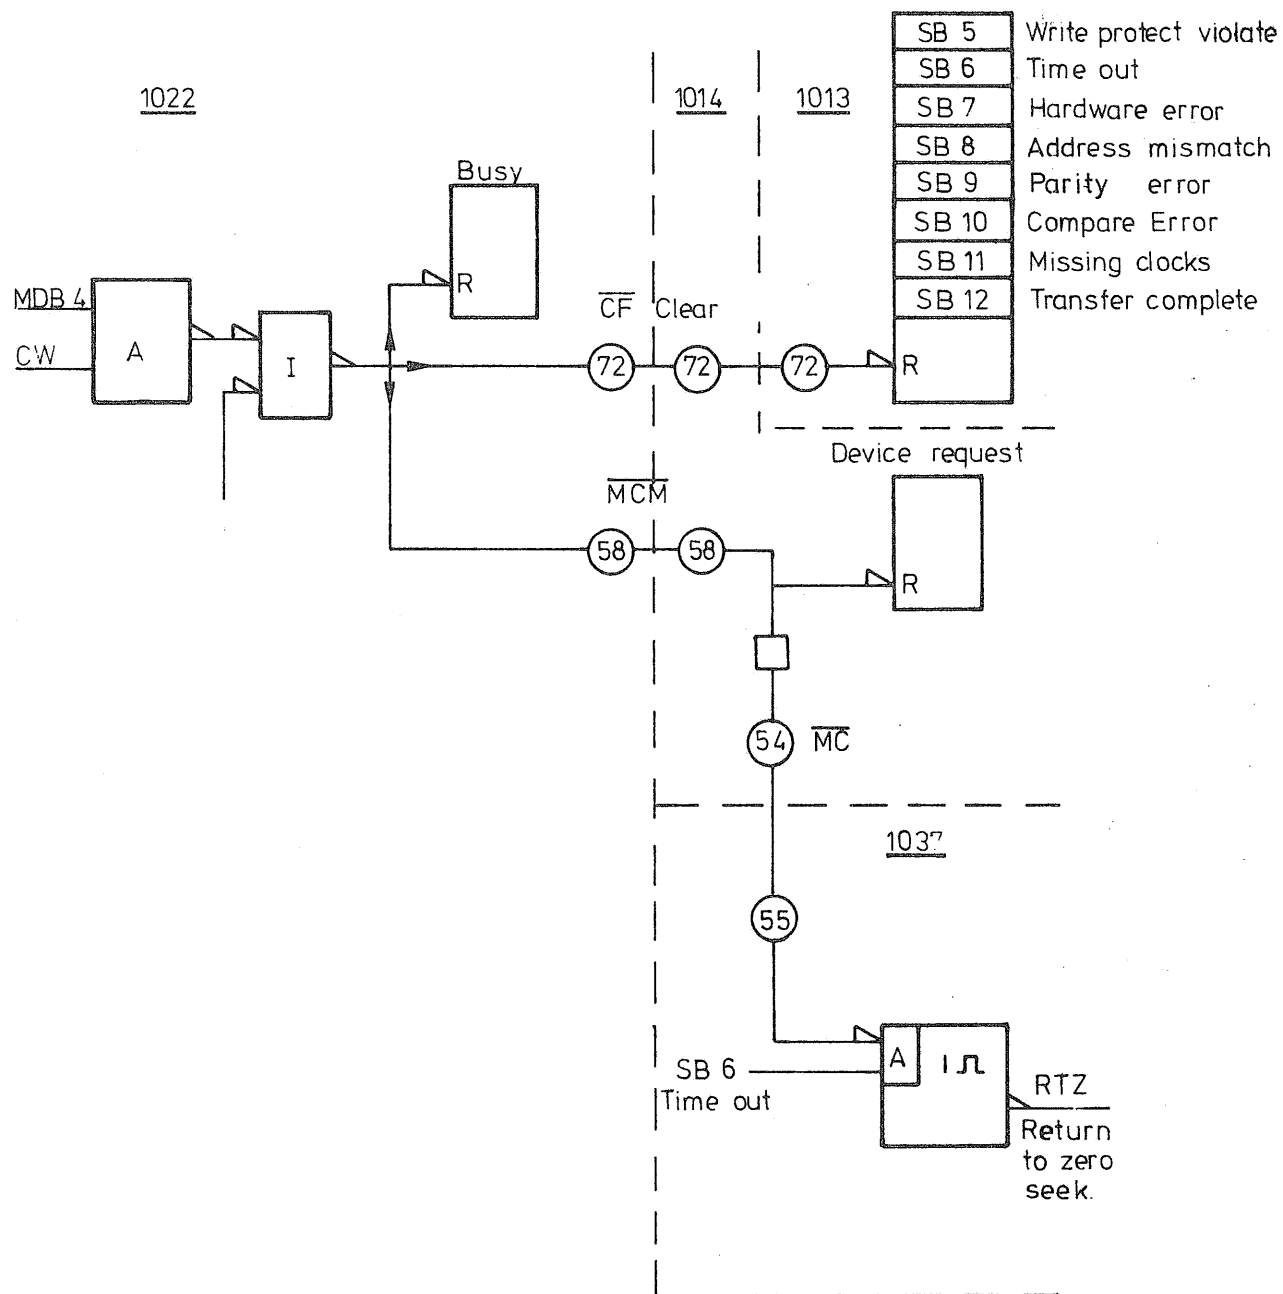 SB 5 Write protect violate
SB 6 Time out
SB 7 Hardware error
SB 8 Address mismatch
SB 9 Parity error
SB 10 Compare Error
SB 11 Missing clocks
SB 12 Transfer complete
R
1022
1014
1013
Busy
R
MDB 4
CW
A
I
C̅F̅ Clear
72
72
72
Device request
R
M̅C̅M̅
58
58
54
M̅C̅
1037
55
SB 6
Time out
A
1
RTZ
Return
to zero
seek.